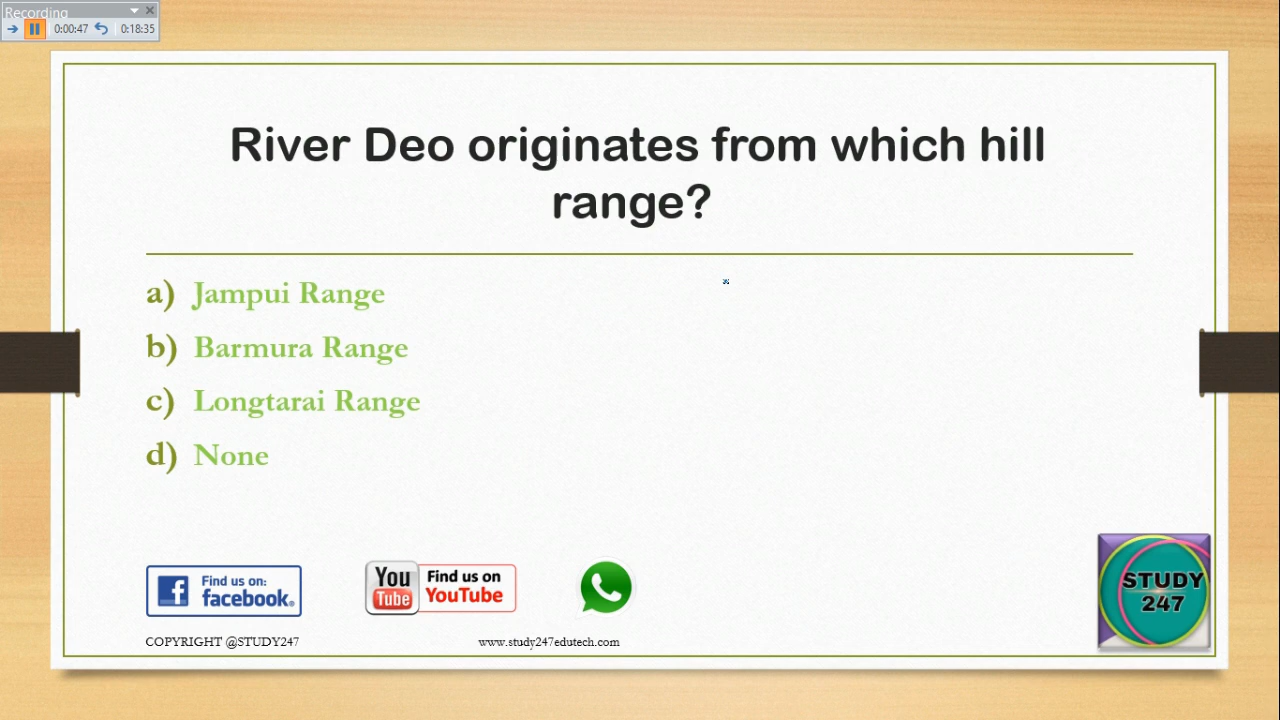 Recording
0:00:47 0:18:35
River Deo originates from which hill
range?
a) Jampui Range
b) Barmura Range
c) Longtarai Range
d) None
Find us on:
facebook.
You
Tube
Find us on
YouTube
STUDY
247
COPYRIGHT @STUDY247
www.study247edutech.com